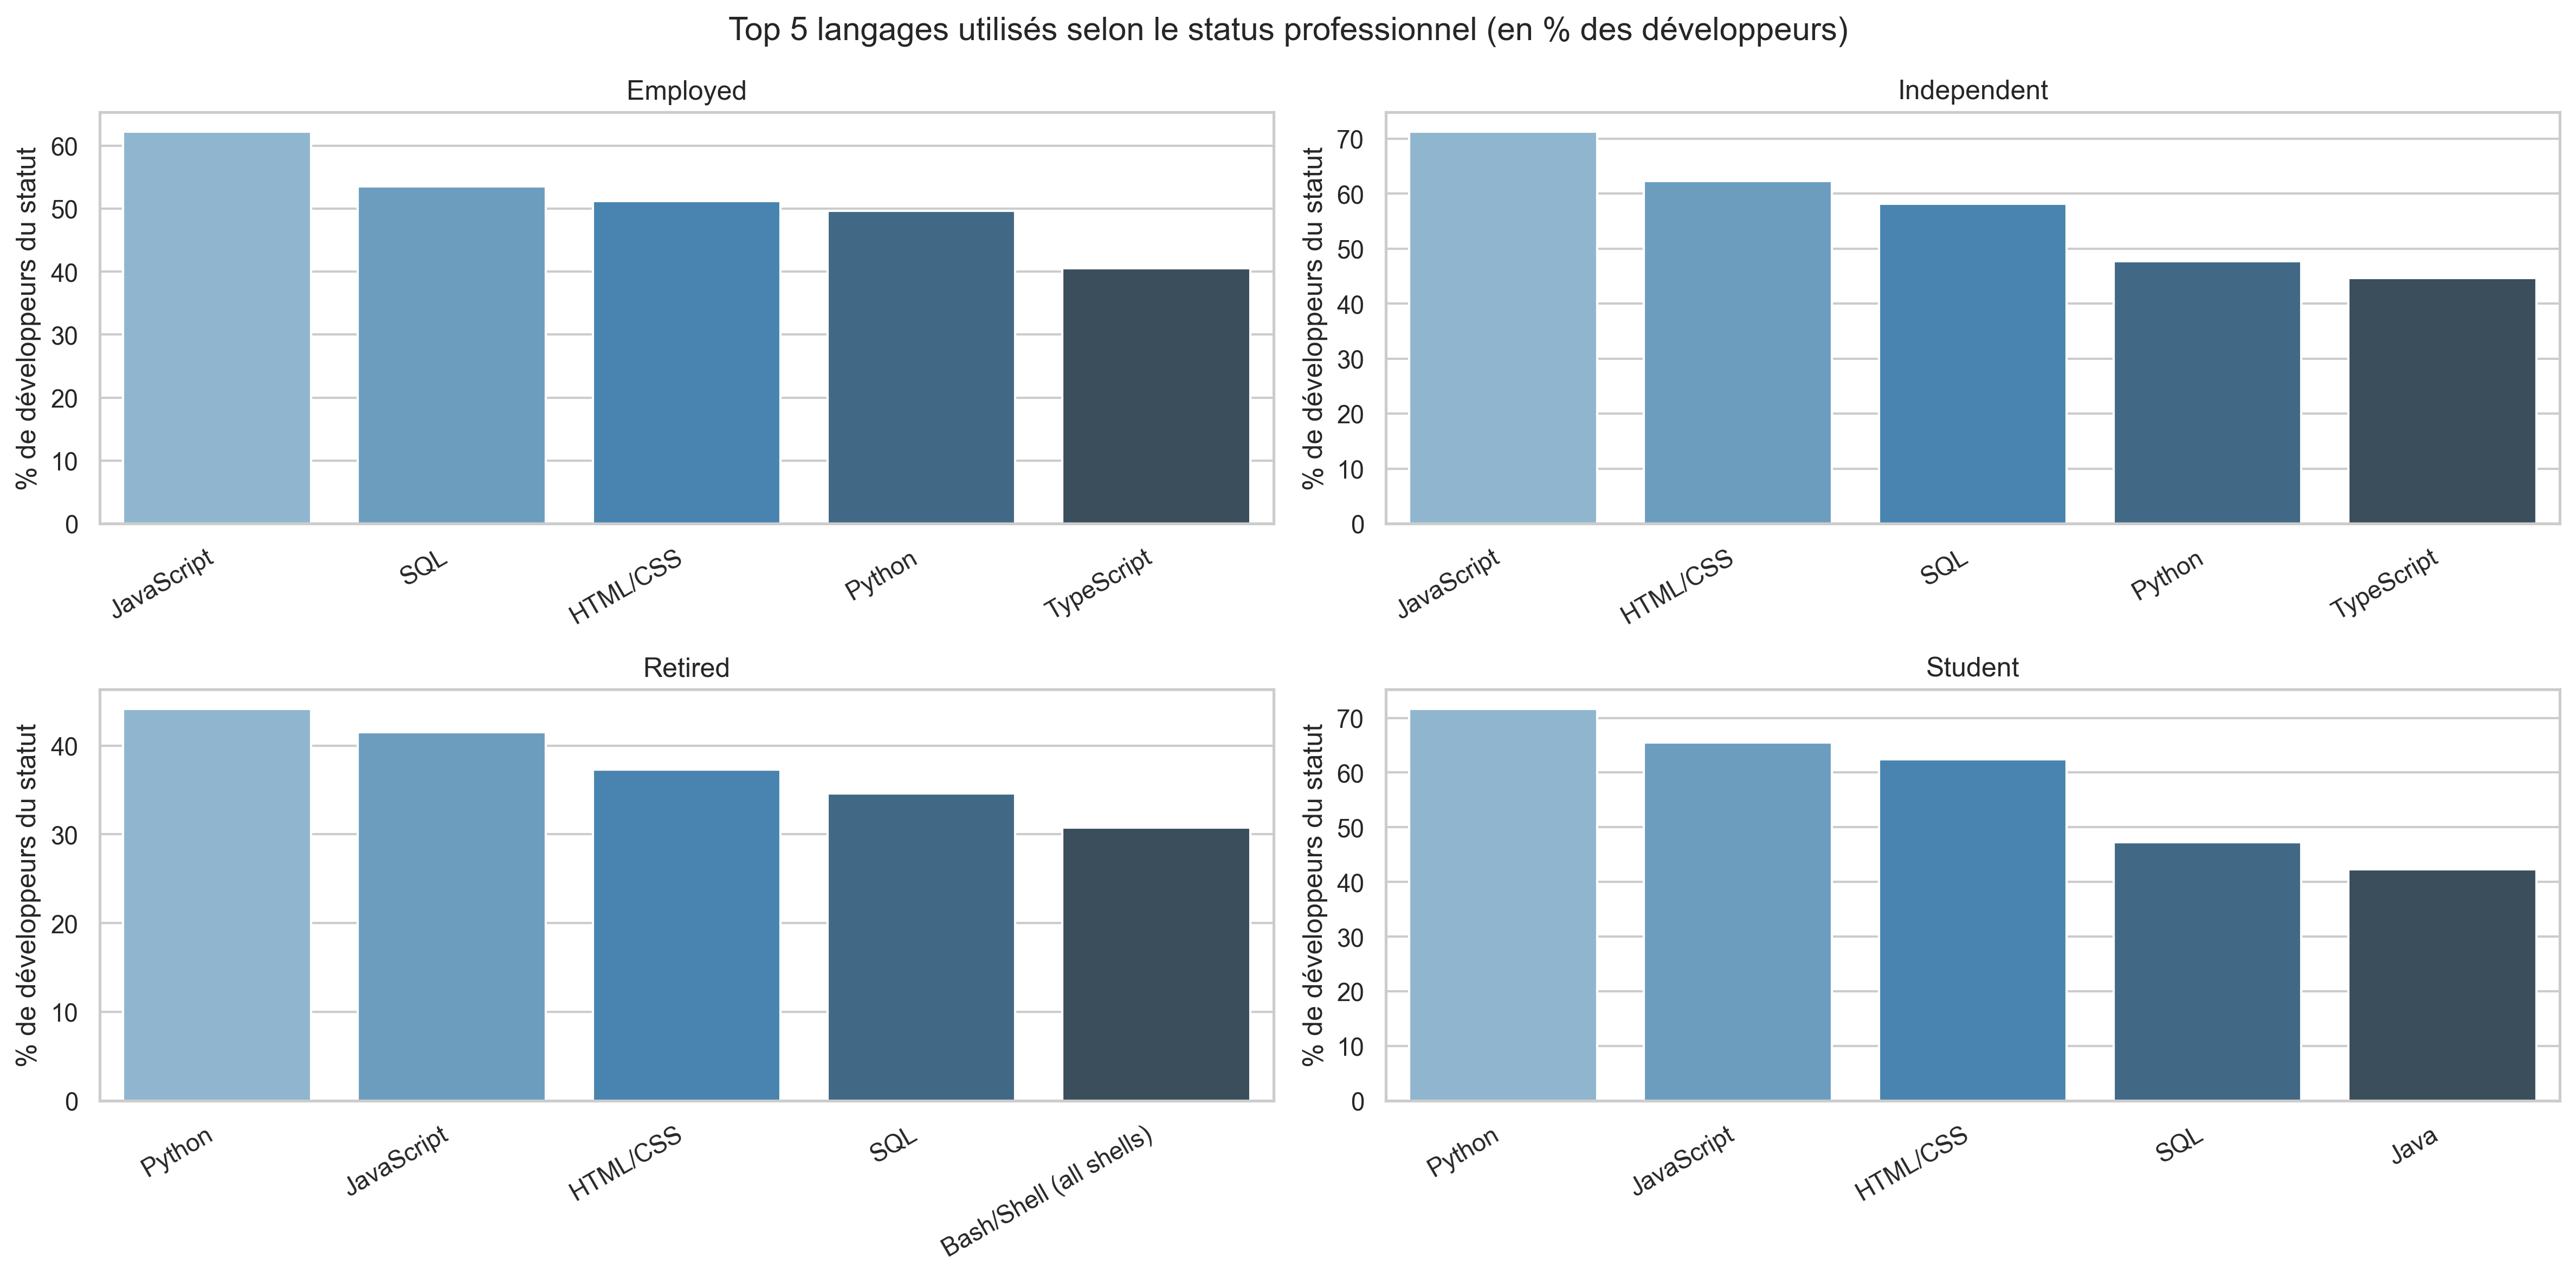 Top 5 langages utilisés selon le status professionnel (en % des développeurs)
Employed
% de développeurs du statut
60
50
40
30
20
10
0
JavaScript
SQL
HTML/CSS
Python
TypeScript
Independent
% de développeurs du statut
70
60
50
40
30
20
10
0
JavaScript
HTML/CSS
SQL
Python
TypeScript
Retired
% de développeurs du statut
40
30
20
10
0
Python
JavaScript
HTML/CSS
SQL
Bash/Shell (all shells)
Student
% de développeurs du statut
70
60
50
40
30
20
10
0
Python
JavaScript
HTML/CSS
SQL
Java